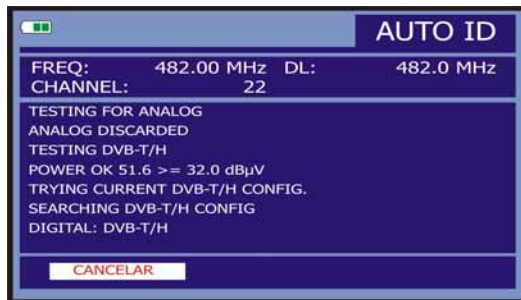 AUTO ID
FREQ: 482.00 MHz DL: 482.0 MHz
CHANNEL: 22
TESTING FOR ANALOG
ANALOG DISCARDED
TESTING DVB-T/H
POWER OK 51.6 >= 32.0 dBµV
TRYING CURRENT DVB-T/H CONFIG.
SEARCHING DVB-T/H CONFIG
DIGITAL: DVB-T/H
CANCELAR